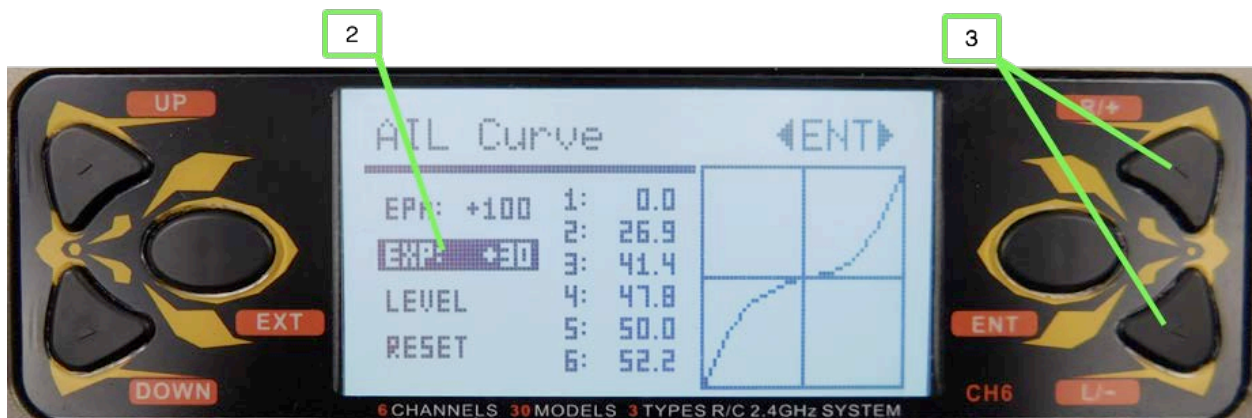 2
3
UP
R/+
AIL Curve
ENT
EPA: +100
EXP: +30
LEVEL
RESET
1: 0.0
2: 26.9
3: 41.4
4: 47.8
5: 50.0
6: 52.2
EXT
ENT
DOWN
CH6
L/-
6 CHANNELS 30 MODELS 3 TYPES R/C 2.4GHz SYSTEM